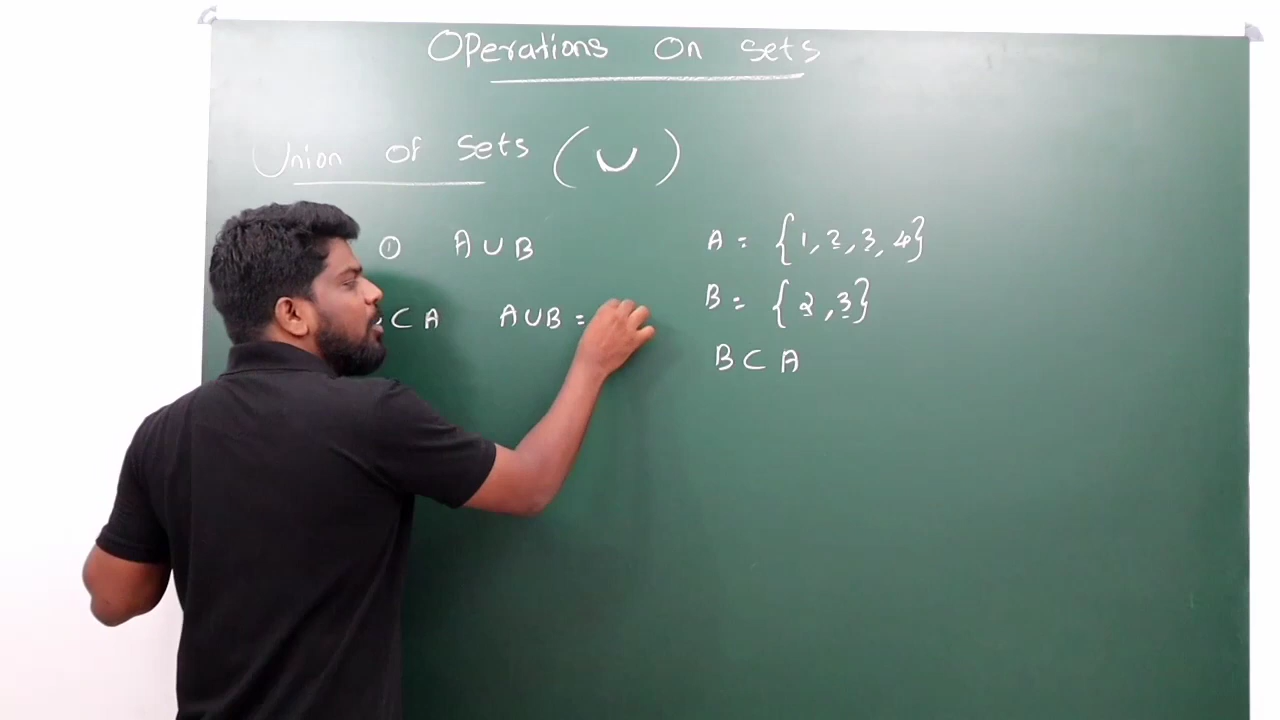 Operations On Sets
Union Of Sets (∪)
① A∪B
⊂ A A∪B =
A = {1, 2, 3, 4}
B = {2, 3}
B ⊂ A